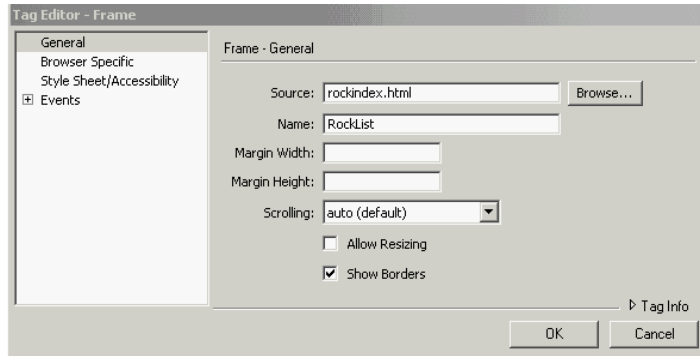 Tag Editor - Frame
General
Browser Specific
Style Sheet/Accessibility
Events
Frame - General
Source: rockindex.html Browse...
Name: RockList
Margin Width:
Margin Height:
Scrolling: auto (default)
Allow Resizing
Show Borders
Tag Info
OK Cancel